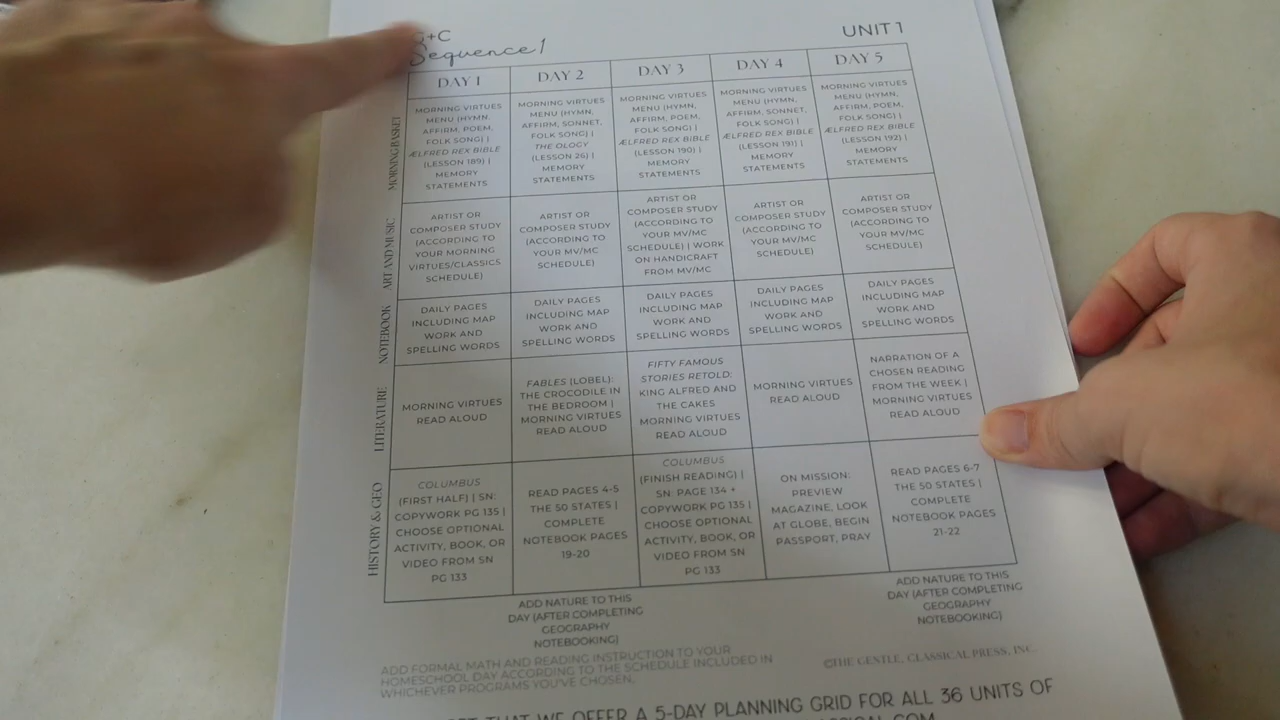 G+C
Sequence 1
UNIT 1
DAY 1
DAY 2
DAY 3
DAY 4
DAY 5
MORNING BASKET
MORNING VIRTUES
MENU (HYMN,
AFFIRM, POEM,
FOLK SONG) |
ÆLFRED REX BIBLE
(LESSON 189) |
MEMORY
STATEMENTS
MORNING VIRTUES
MENU (HYMN,
AFFIRM, SONNET,
FOLK SONG) |
THE OLOGY
(LESSON 26) |
MEMORY
STATEMENTS
MORNING VIRTUES
MENU (HYMN,
AFFIRM, POEM,
FOLK SONG) |
ÆLFRED REX BIBLE
(LESSON 190) |
MEMORY
STATEMENTS
MORNING VIRTUES
MENU (HYMN,
AFFIRM, SONNET,
FOLK SONG) |
ÆLFRED REX BIBLE
(LESSON 191) |
MEMORY
STATEMENTS
MORNING VIRTUES
MENU (HYMN,
AFFIRM, POEM,
FOLK SONG) |
ÆLFRED REX BIBLE
(LESSON 192) |
MEMORY
STATEMENTS
ART AND MUSIC
ARTIST OR
COMPOSER STUDY
(ACCORDING TO
YOUR MORNING
VIRTUES/CLASSICS
SCHEDULE)
ARTIST OR
COMPOSER STUDY
(ACCORDING TO
YOUR MV/MC
SCHEDULE)
ARTIST OR
COMPOSER STUDY
(ACCORDING TO
YOUR MV/MC
SCHEDULE) | WORK
ON HANDICRAFT
FROM MV/MC
ARTIST OR
COMPOSER STUDY
(ACCORDING TO
YOUR MV/MC
SCHEDULE)
ARTIST OR
COMPOSER STUDY
(ACCORDING TO
YOUR MV/MC
SCHEDULE)
NOTEBOOK
DAILY PAGES
INCLUDING MAP
WORK AND
SPELLING WORDS
DAILY PAGES
INCLUDING MAP
WORK AND
SPELLING WORDS
DAILY PAGES
INCLUDING MAP
WORK AND
SPELLING WORDS
DAILY PAGES
INCLUDING MAP
WORK AND
SPELLING WORDS
DAILY PAGES
INCLUDING MAP
WORK AND
SPELLING WORDS
LITERATURE
MORNING VIRTUES
READ ALOUD
FABLES (LOBEL):
THE CROCODILE IN
THE BEDROOM |
MORNING VIRTUES
READ ALOUD
FIFTY FAMOUS
STORIES RETOLD:
KING ALFRED AND
THE CAKES
MORNING VIRTUES
READ ALOUD
MORNING VIRTUES
READ ALOUD
NARRATION OF A
CHOSEN READING
FROM THE WEEK |
MORNING VIRTUES
READ ALOUD
HISTORY & GEO
COLUMBUS
(FIRST HALF) | SN:
COPYWORK PG 135 |
CHOOSE OPTIONAL
ACTIVITY, BOOK, OR
VIDEO FROM SN
PG 133
READ PAGES 4-5
THE 50 STATES |
COMPLETE
NOTEBOOK PAGES
19-20
COLUMBUS
(FINISH READING) |
SN: PAGE 134 +
COPYWORK PG 135 |
CHOOSE OPTIONAL
ACTIVITY, BOOK, OR
VIDEO FROM SN
PG 133
ON MISSION:
PREVIEW
MAGAZINE, LOOK
AT GLOBE, BEGIN
PASSPORT, PRAY
READ PAGES 6-7
THE 50 STATES |
COMPLETE
NOTEBOOK PAGES
21-22
ADD NATURE TO THIS
DAY (AFTER COMPLETING
GEOGRAPHY
NOTEBOOKING)
ADD NATURE TO THIS
DAY (AFTER COMPLETING
GEOGRAPHY
NOTEBOOKING)
ADD FORMAL MATH AND READING INSTRUCTION TO YOUR
HOMESCHOOL DAY ACCORDING TO THE SCHEDULE INCLUDED IN
WHICHEVER PROGRAMS YOU'VE CHOSEN.
©THE GENTLE, CLASSICAL PRESS, INC.
THAT WE OFFER A 5-DAY PLANNING GRID FOR ALL 36 UNITS OF